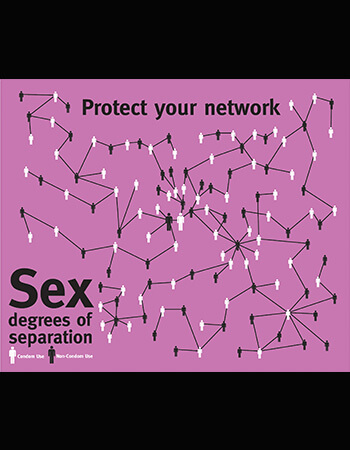 Protect your network
Sex
degrees of
separation
Condom Use Non-Condom Use